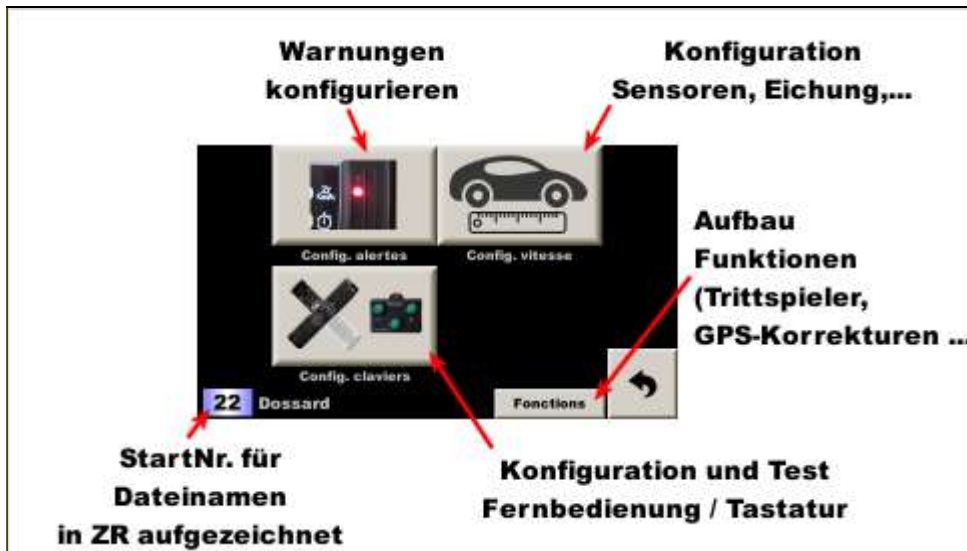 Warnungen
konfigurieren
Konfiguration
Sensoren, Eichung,...
Config. alertes
Config. vitesse
Aufbau
Funktionen
(Trittspieler,
GPS-Korrekturen ...
Config. claviers
22 Dossard
Fonctions
StartNr. für
Dateinamen
in ZR aufgezeichnet
Konfiguration und Test
Fernbedienung / Tastatur